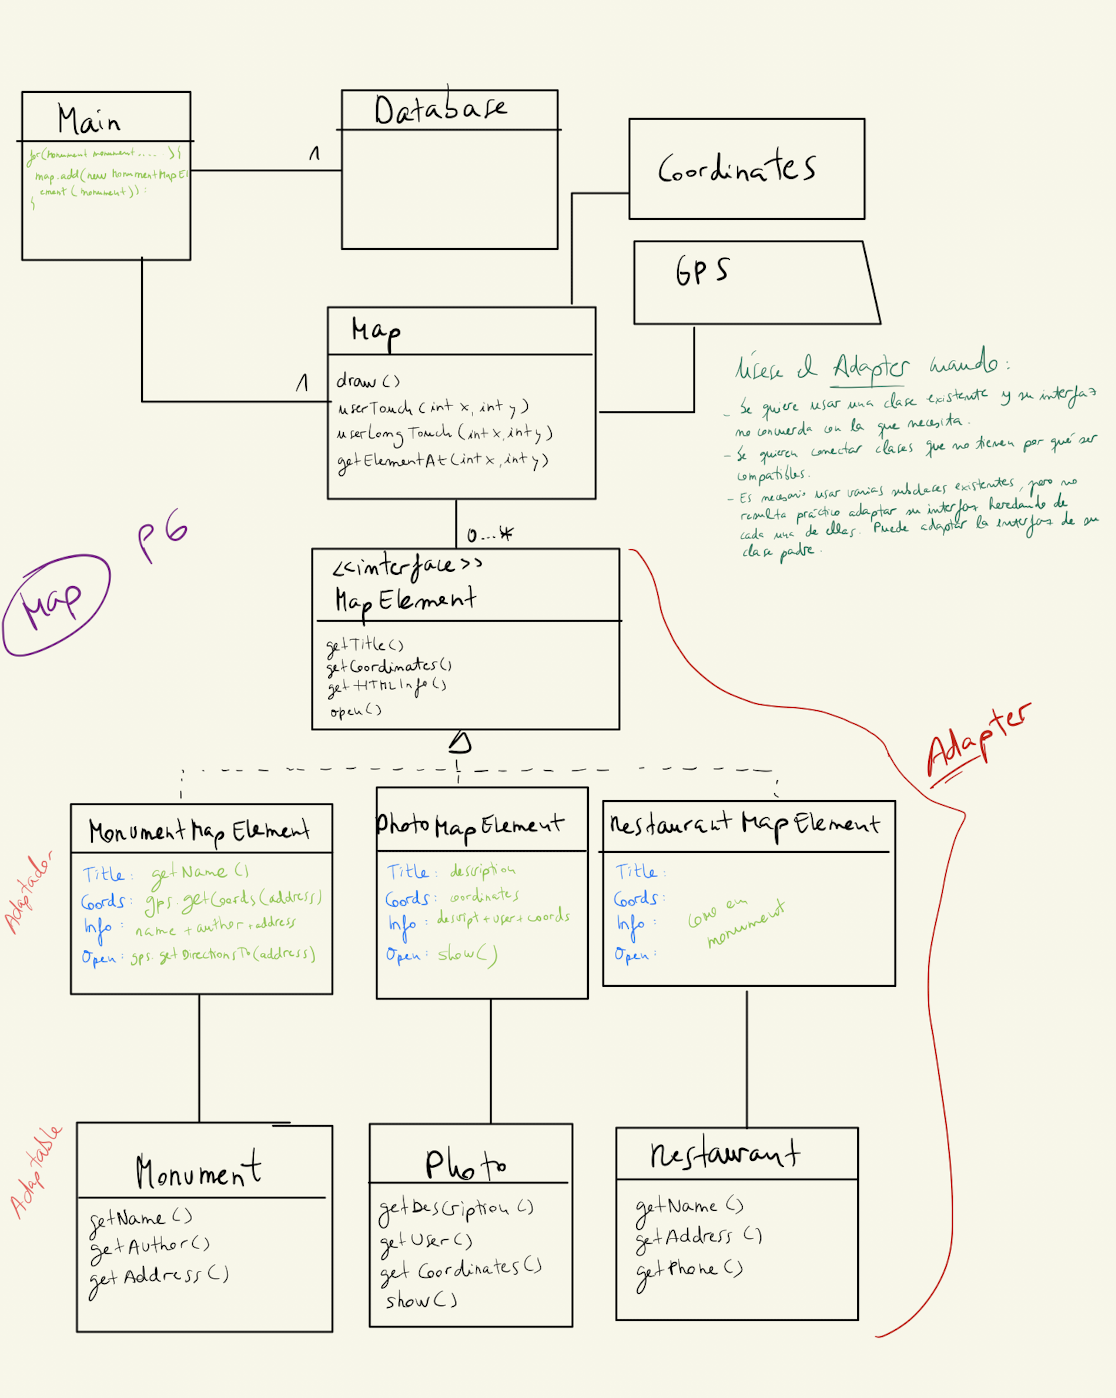 Main
for(Monument monument.... ){
map.add(new MonumentMapEl
ement(monument));
}
1
Database
Coordinates
GPS
Map
1
draw()
userTouch(int x, int y)
userLongTouch(int x, int y)
getElementAt(int x, int y)
Úsese el Adapter cuando:
- Se quiere usar una clase existente y su interfaz
no concuerda con la que necesita.
- Se quieren conectar clases que no tienen por qué ser
compatibles.
- Es necesario usar varias subclases existentes, pero no
resulta práctico adaptar su interfaz heredando de
cada una de ellas. Puede adaptar la interfaz de su
clase padre.
P6
Map
0...*
<<interface>>
MapElement
getTitle()
getCoordinates()
getHTMLInfo()
open()
Adapter
Adaptador
MonumentMapElement
Title: getName()
Coords: gps.getCoords(address)
Info: name + author + address
Open: gps.getDirectionsTo(address)
PhotoMapElement
Title: description
Coords: coordinates
Info: descript + user + coords
Open: show()
RestaurantMapElement
Title:
Coords:
Info:
Open:
como en
monument
Adaptable
Monument
getName()
getAuthor()
getAddress()
Photo
getDescription()
getUser()
getCoordinates()
show()
Restaurant
getName()
getAddress()
getPhone()